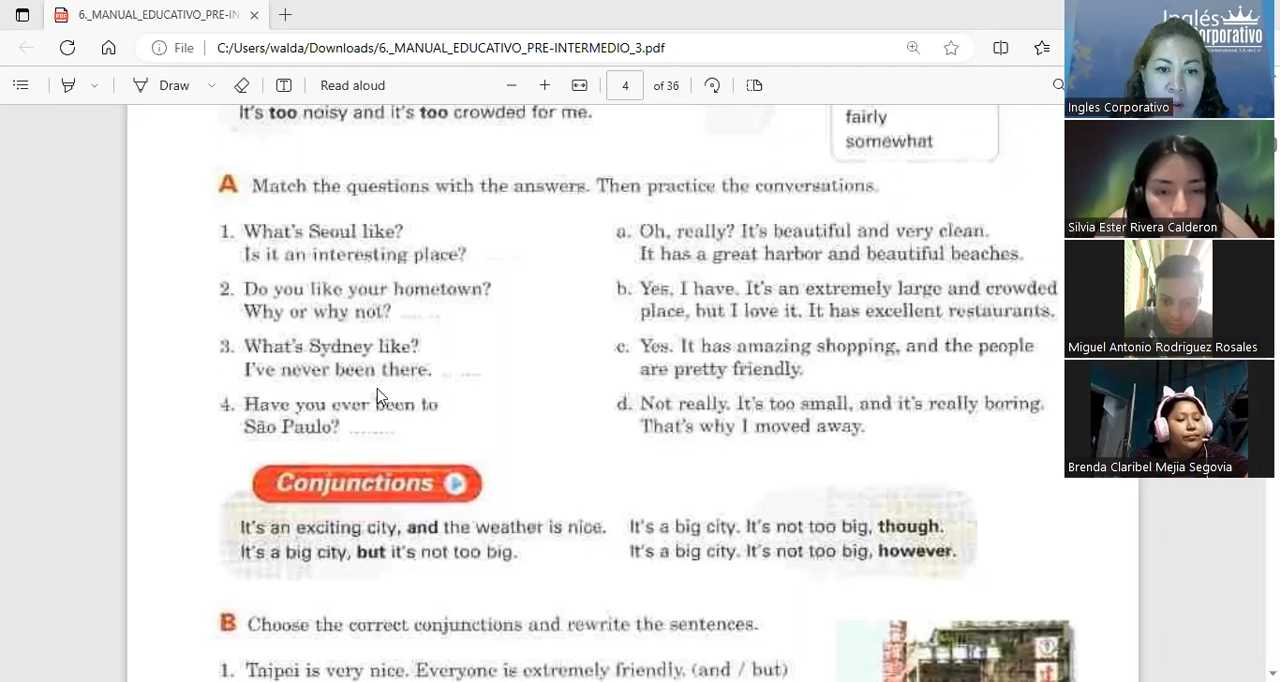 6._MANUAL_EDUCATIVO_PRE-IN
File C:/Users/walda/Downloads/6._MANUAL_EDUCATIVO_PRE-INTERMEDIO_3.pdf
Draw Read aloud 4 of 36
It's too noisy and it's too crowded for me.
fairly
somewhat
A Match the questions with the answers. Then practice the conversations.
1. What's Seoul like?
Is it an interesting place?
2. Do you like your hometown?
Why or why not?
3. What's Sydney like?
I've never been there.
4. Have you ever been to
São Paulo?
a. Oh, really? It's beautiful and very clean.
It has a great harbor and beautiful beaches.
b. Yes, I have. It's an extremely large and crowded
place, but I love it. It has excellent restaurants.
c. Yes. It has amazing shopping, and the people
are pretty friendly.
d. Not really. It's too small, and it's really boring.
That's why I moved away.
Conjunctions
It's an exciting city, and the weather is nice.
It's a big city, but it's not too big.
It's a big city. It's not too big, though.
It's a big city. It's not too big, however.
B Choose the correct conjunctions and rewrite the sentences.
1. Taipei is very nice. Everyone is extremely friendly. (and / but)
Inglés
Corporativo
Ingles Corporativo
Silvia Ester Rivera Calderon
Miguel Antonio Rodriguez Rosales
Brenda Claribel Mejia Segovia